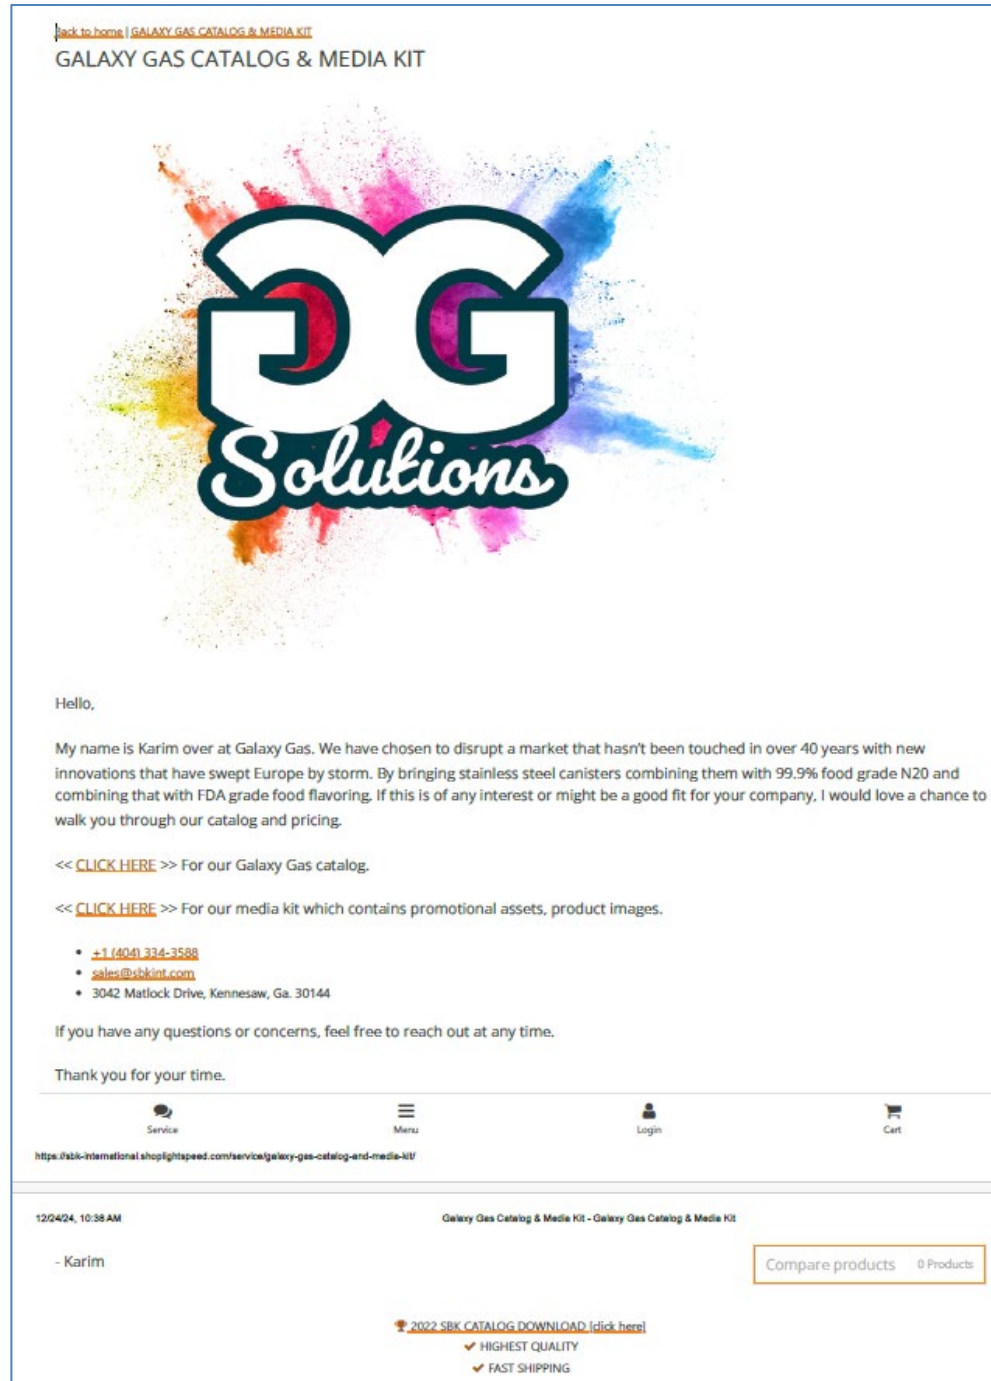 Back to home | GALAXY GAS CATALOG & MEDIA KIT
GALAXY GAS CATALOG & MEDIA KIT
GG
Solutions
Hello,
My name is Karim over at Galaxy Gas. We have chosen to disrupt a market that hasn't been touched in over 40 years with new
innovations that have swept Europe by storm. By bringing stainless steel canisters combining them with 99.9% food grade N20 and
combining that with FDA grade food flavoring. If this is of any interest or might be a good fit for your company, I would love a chance to
walk you through our catalog and pricing.
<< CLICK HERE >> For our Galaxy Gas catalog.
<< CLICK HERE >> For our media kit which contains promotional assets, product images.
• +1 (404) 334-3588
• sales@sbkint.com
• 3042 Matlock Drive, Kennesaw, Ga. 30144
If you have any questions or concerns, feel free to reach out at any time.
Thank you for your time.
Service Menu Login Cart
https://sbk-international.shoplightspeed.com/service/galaxy-gas-catalog-and-media-kit/
12/24/24, 10:38 AM Galaxy Gas Catalog & Media Kit - Galaxy Gas Catalog & Media Kit
- Karim
Compare products 0 Products
2022 SBK CATALOG DOWNLOAD [click here]
✔ HIGHEST QUALITY
✔ FAST SHIPPING